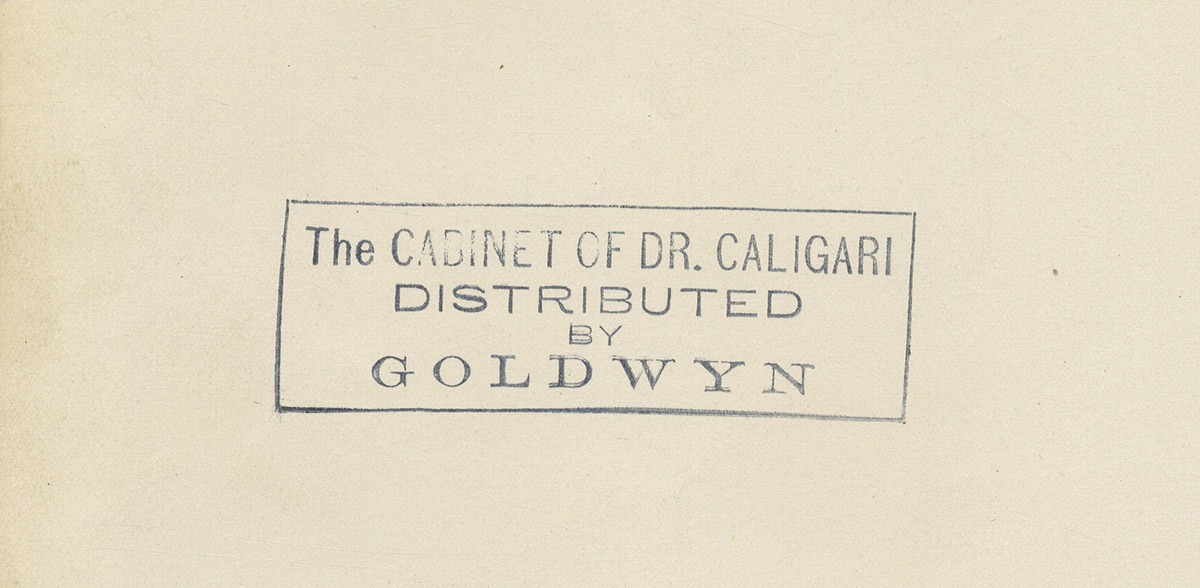 The CABINET OF DR. CALIGARI
DISTRIBUTED
BY
GOLDWYN